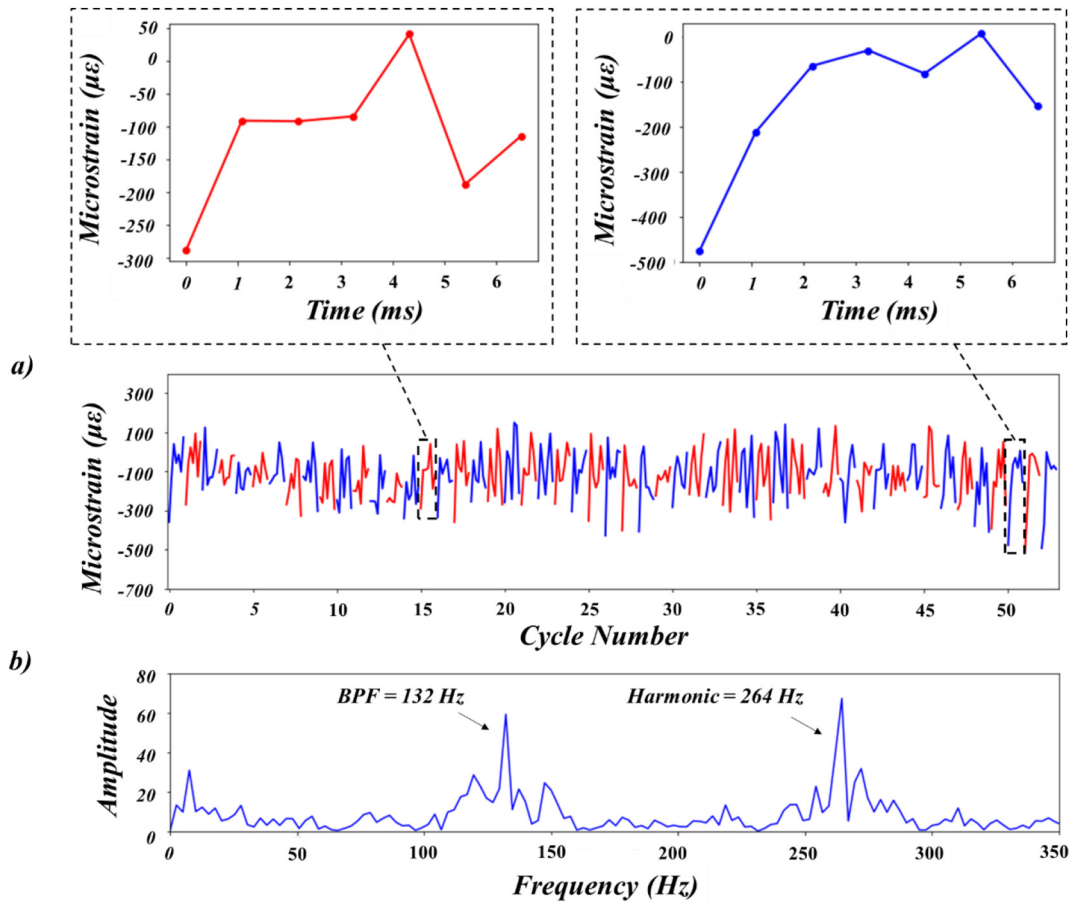 50
0
-50
-100
-150
-200
-250
-300
Microstrain (με)
0 1 2 3 4 5 6
Time (ms)
0
-100
-200
-300
-400
-500
Microstrain (με)
0 1 2 3 4 5 6
Time (ms)
a)
300
100
-100
-300
-500
-700
Microstrain (με)
0 5 10 15 20 25 30 35 40 45 50
Cycle Number
b)
80
60
40
20
0
Amplitude
BPF = 132 Hz
Harmonic = 264 Hz
0 50 100 150 200 250 300 350
Frequency (Hz)